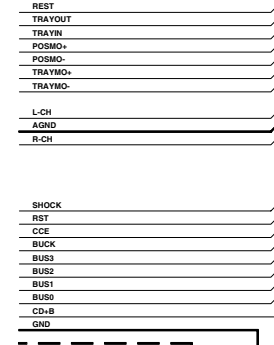 REST
TRAYOUT
TRAYIN
POSMO+
POSMO-
TRAYMO+
TRAYMO-
L-CH
AGND
R-CH
SHOCK
RST
CCE
BUCK
BUS3
BUS2
BUS1
BUS0
CD+B
GND